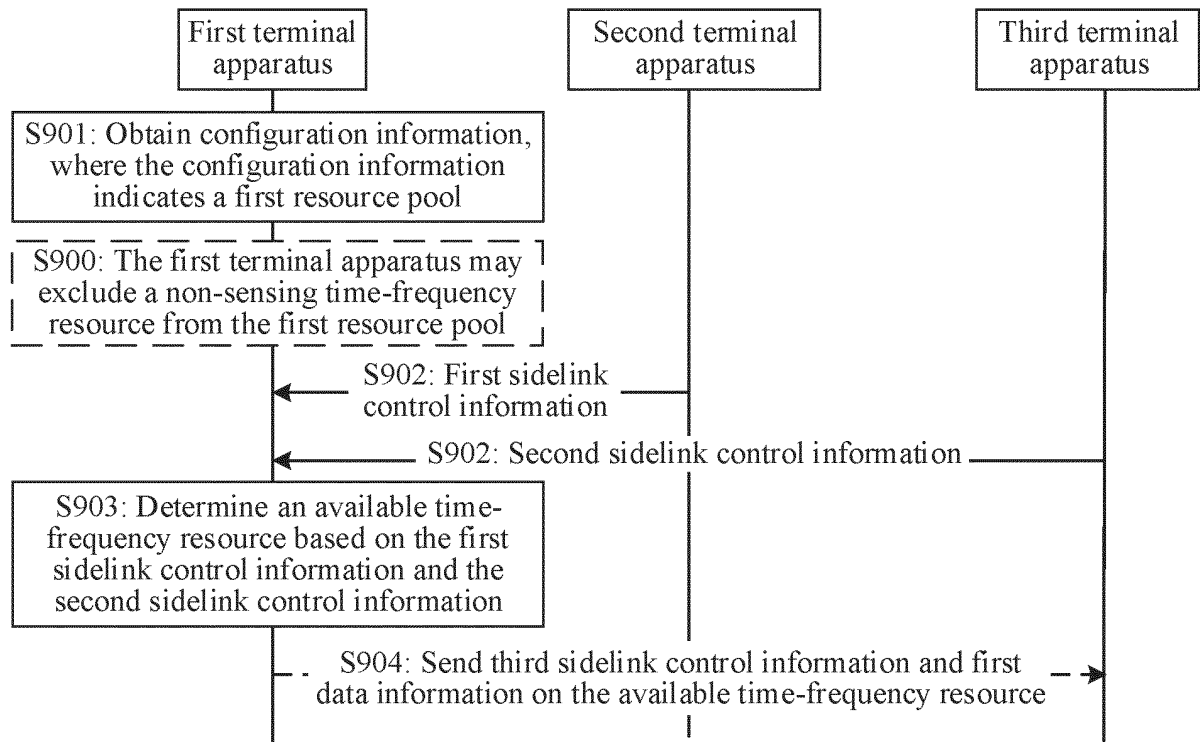 First terminal
apparatus
Second terminal
apparatus
Third terminal
apparatus
S901: Obtain configuration information,
where the configuration information
indicates a first resource pool
S900: The first terminal apparatus may
exclude a non-sensing time-frequency
resource from the first resource pool
S902: First sidelink
control information
S902: Second sidelink control information
S903: Determine an available time-
frequency resource based on the first
sidelink control information and the
second sidelink control information
S904: Send third sidelink control information and first
data information on the available time-frequency resource